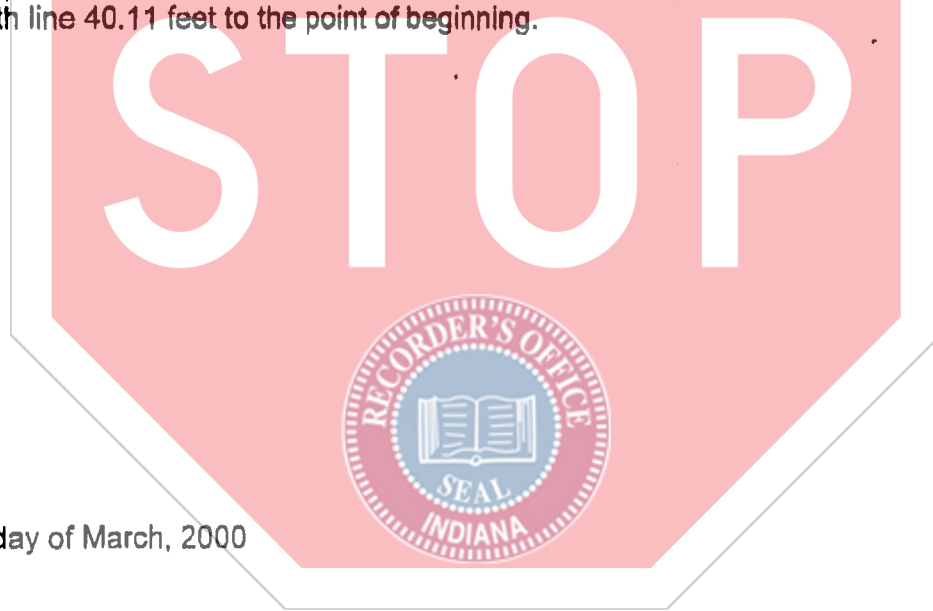 line 40.11 feet to the point of beginning.
STOP
RECORDER'S OFFICE
SEAL
INDIANA
day of March, 2000